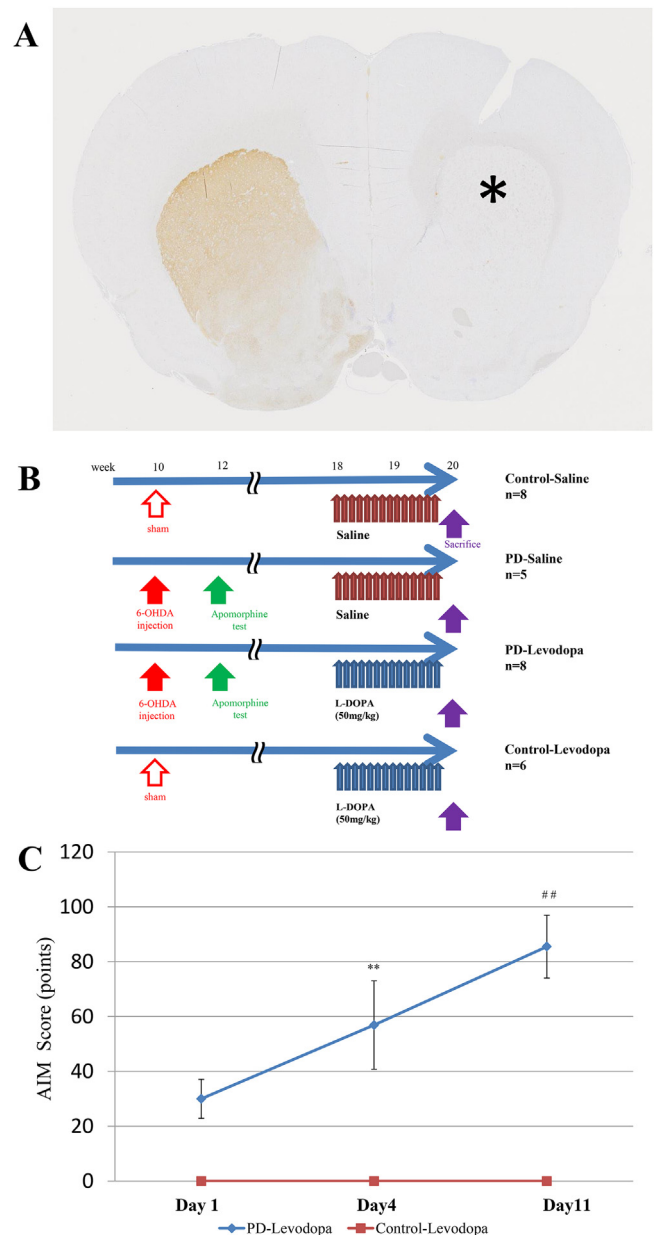 A
*
B
week 10 12 18 19 20
Control-Saline
n=8
sham
Saline
Sacrifice
PD-Saline
n=5
6-OHDA
injection
Apomorphine
test
Saline
PD-Levodopa
n=8
6-OHDA
injection
Apomorphine
test
L-DOPA
(50mg/kg)
Control-Levodopa
n=6
sham
L-DOPA
(50mg/kg)
C
AIM Score (points)
120
100
80
60
40
20
0
**
##
Day 1 Day4 Day11
PD-Levodopa Control-Levodopa